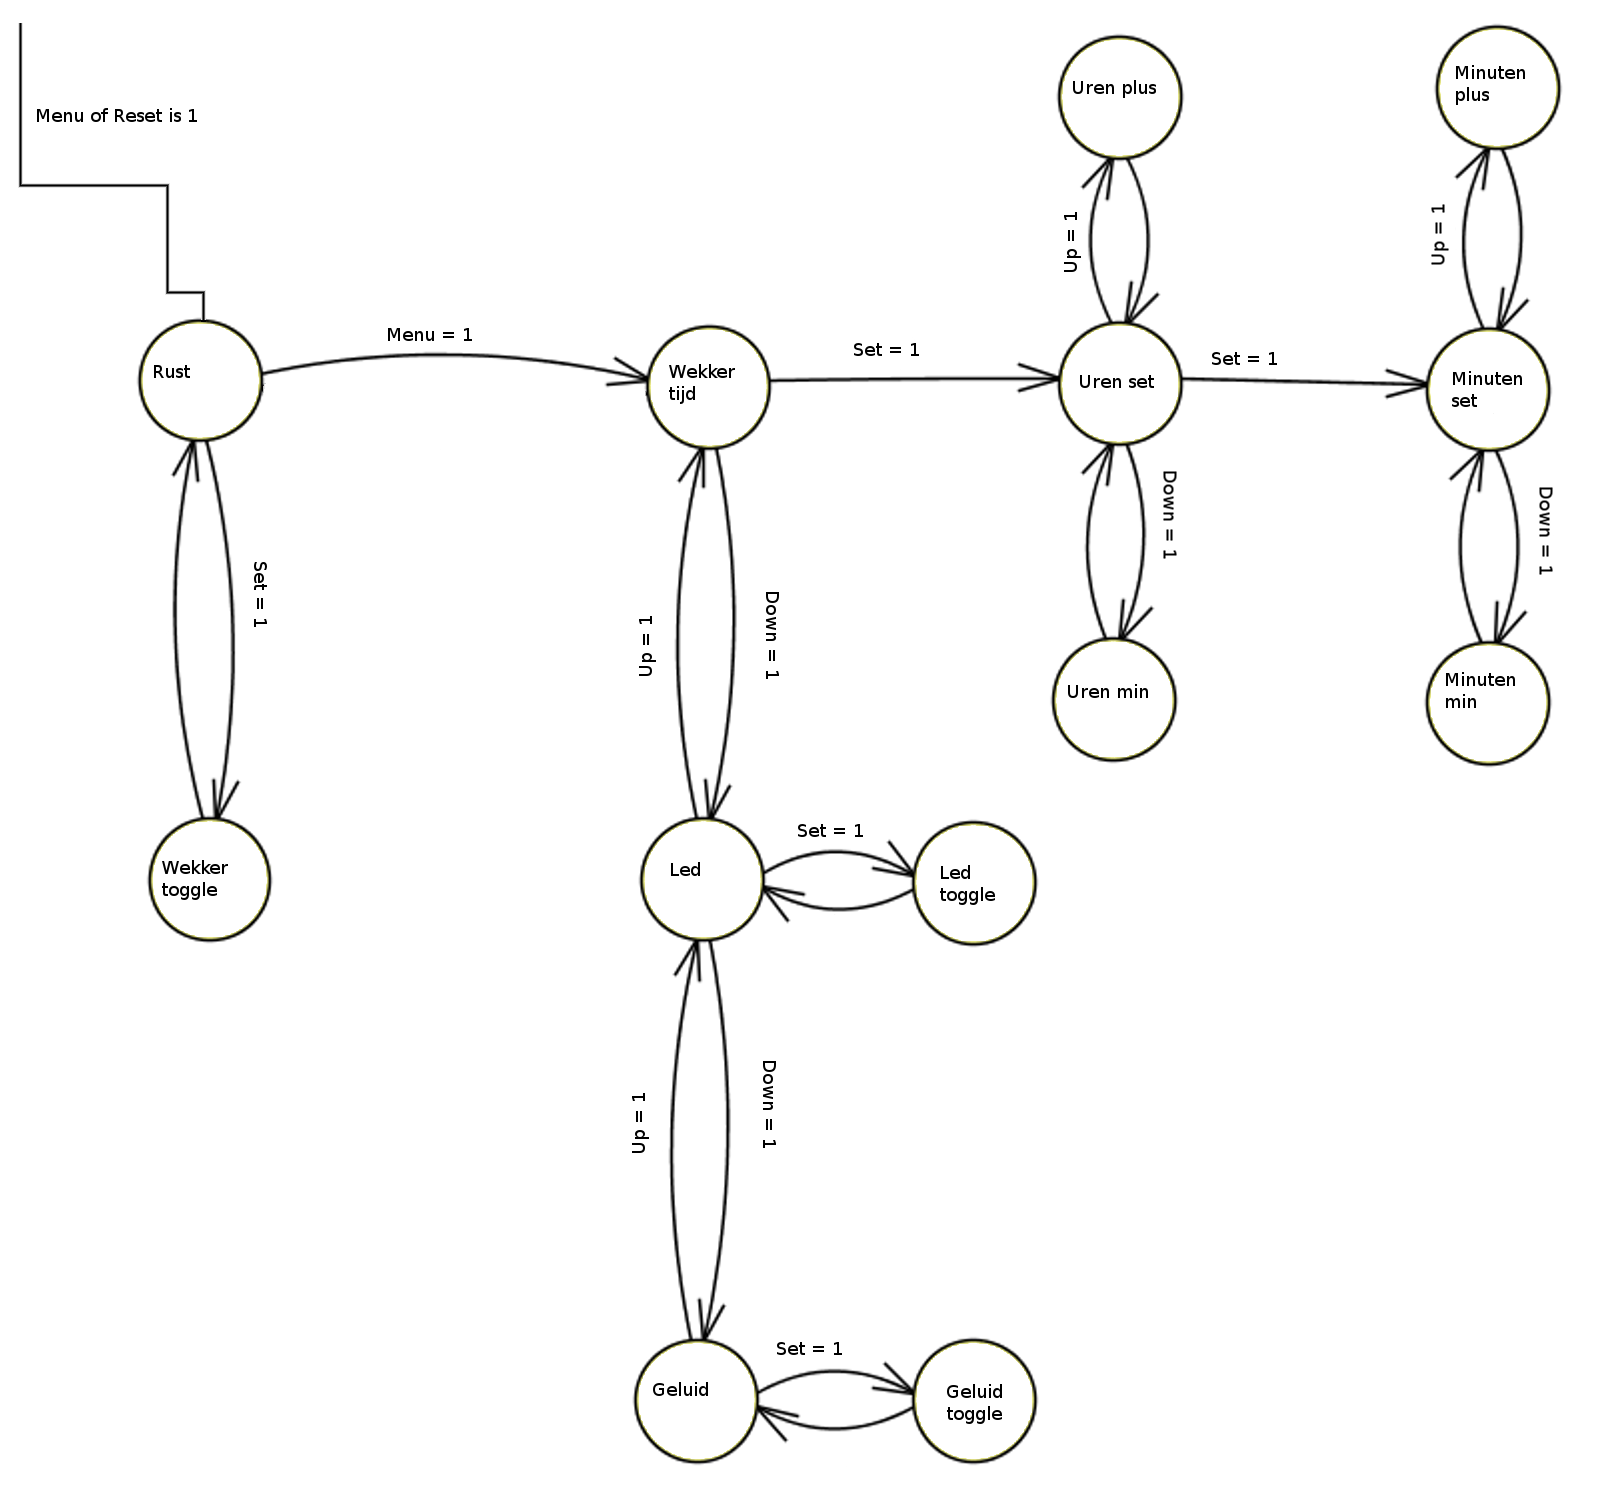 Menu of Reset is 1
Uren plus
Minuten
plus
Up = 1
Up = 1
Rust
Menu = 1
Wekker
tijd
Set = 1
Uren set
Set = 1
Minuten
set
Set = 1
Up = 1
Down = 1
Down = 1
Down = 1
Uren min
Minuten
min
Wekker
toggle
Led
Set = 1
Led
toggle
Up = 1
Down = 1
Geluid
Set = 1
Geluid
toggle